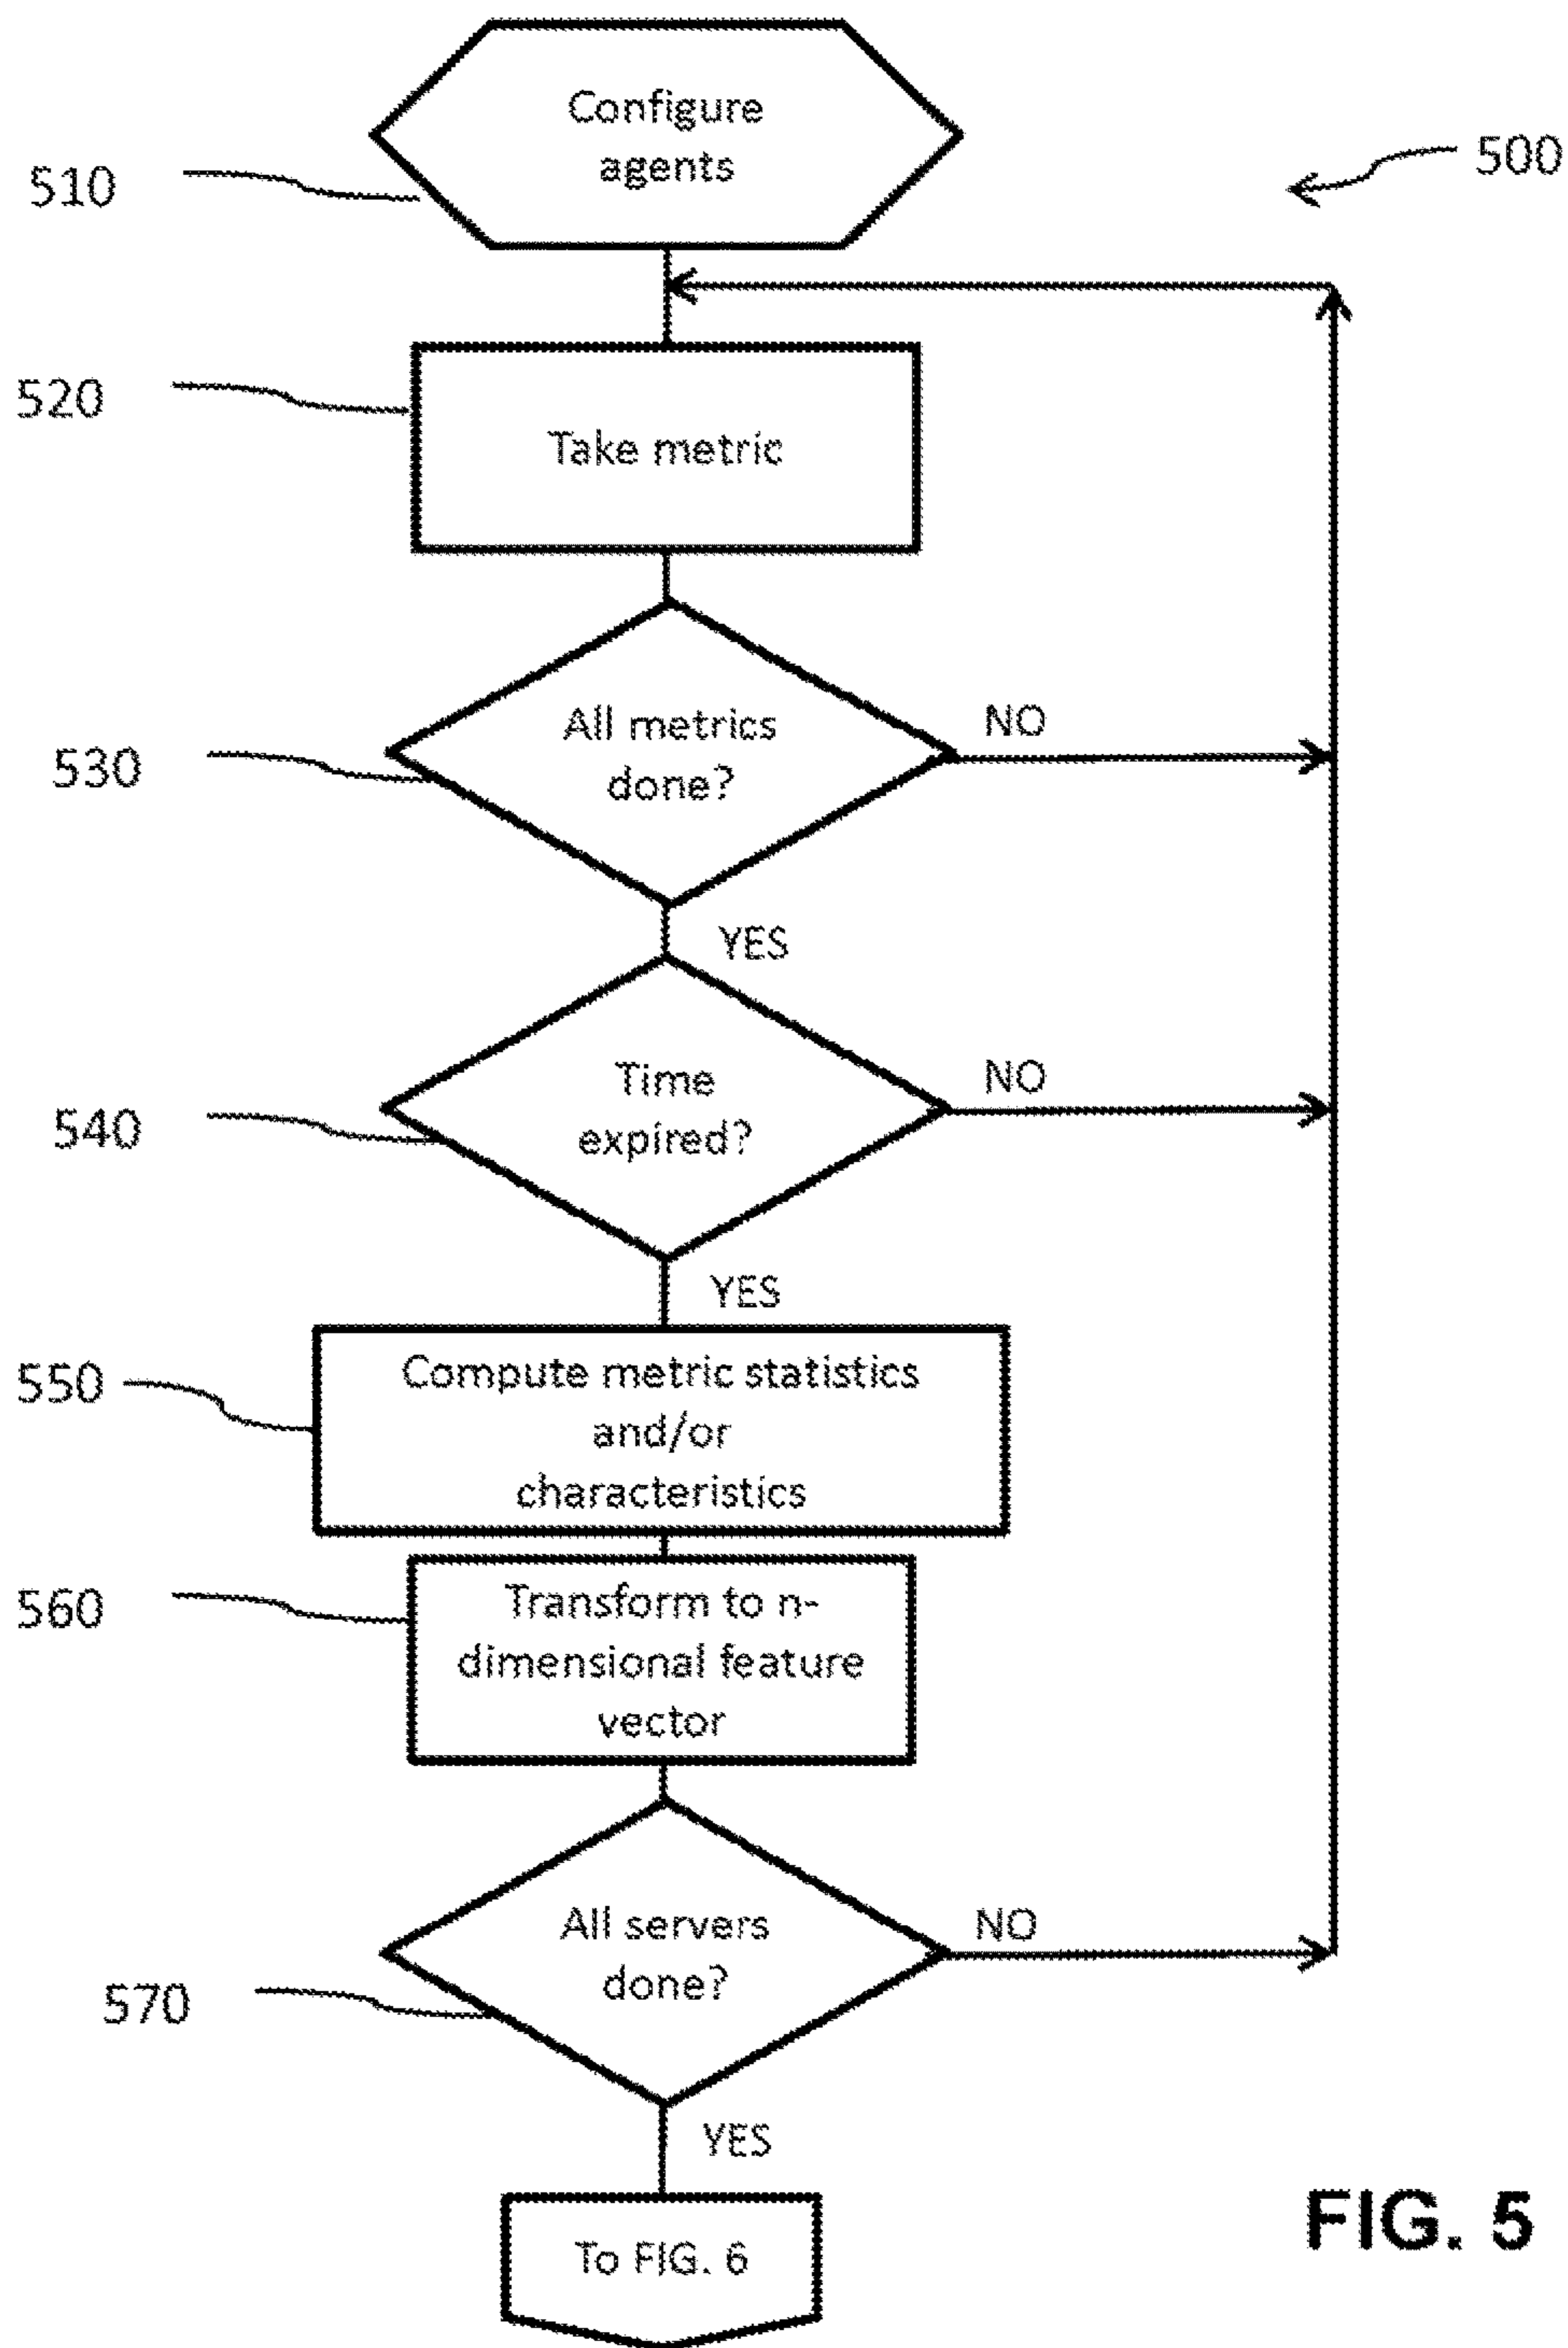 Configure
agents
510
500
520
Take metric
530
All metrics
done?
NO
YES
540
Time
expired?
NO
YES
550
Compute metric statistics
and/or
characteristics
560
Transform to n-
dimensional feature
vector
570
All servers
done?
NO
YES
To FIG. 6
FIG. 5